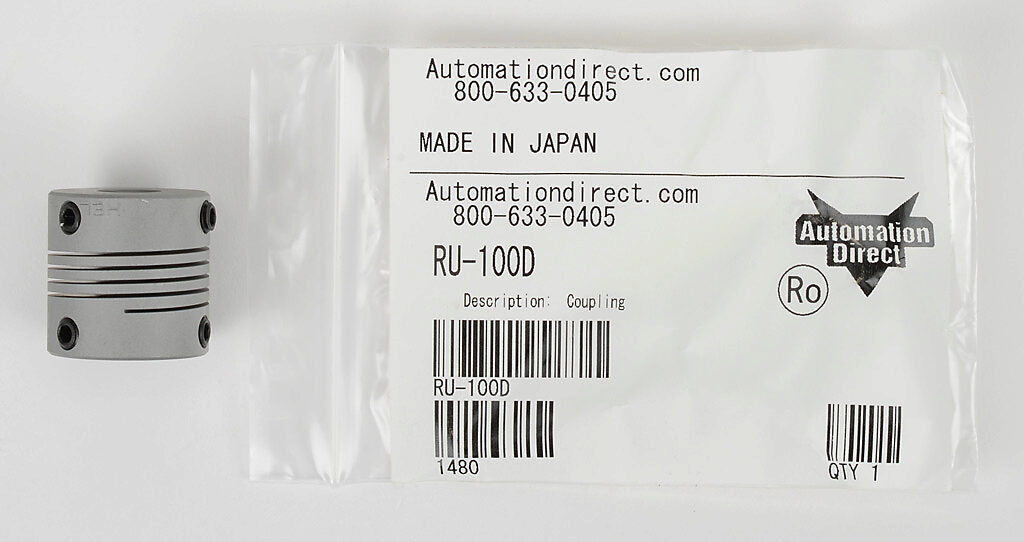 Automationdirect.com
800-633-0405
MADE IN JAPAN
Automationdirect.com
800-633-0405
Automation
Direct
RU-100D
Ro
Description: Coupling
RU-100D
1480
QTY 1